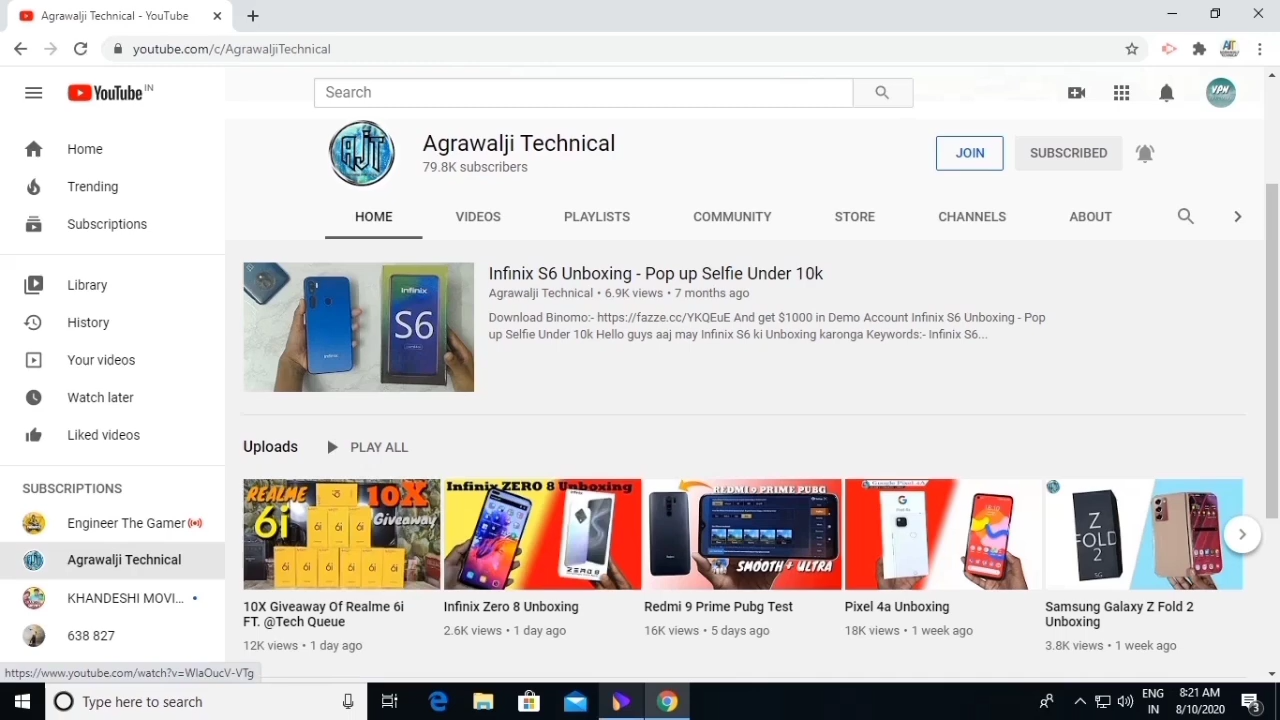 Agrawalji Technical - YouTube
youtube.com/c/AgrawaljiTechnical
YouTube IN
Search
VPN
Home
Trending
Subscriptions
Library
History
Your videos
Watch later
Liked videos
SUBSCRIPTIONS
Engineer The Gamer
Agrawalji Technical
KHANDESHI MOVI...
638 827
AJT
Agrawalji Technical
79.8K subscribers
JOIN
SUBSCRIBED
HOME
VIDEOS
PLAYLISTS
COMMUNITY
STORE
CHANNELS
ABOUT
Infinix
S6
Infinix S6 Unboxing - Pop up Selfie Under 10k
Agrawalji Technical • 6.9K views • 7 months ago
Download Binomo:- https://fazze.cc/YKQEuE And get $1000 in Demo Account Infinix S6 Unboxing - Pop
up Selfie Under 10k Hello guys aaj may Infinix S6 ki Unboxing karonga Keywords:- Infinix S6...
Uploads
PLAY ALL
REALME 10X
6i Giveaway
10X Giveaway Of Realme 6i
FT. @Tech Queue
12K views • 1 day ago
Infinix ZERO 8 Unboxing
ZERO 8
Infinix Zero 8 Unboxing
2.6K views • 1 day ago
REDMI 9 PRIME PUBG
SMOOTH + ULTRA
Redmi 9 Prime Pubg Test
16K views • 5 days ago
Google Pixel 4a
G
Pixel 4a Unboxing
18K views • 1 week ago
Z
FOLD
2
Samsung Galaxy Z Fold 2
Unboxing
3.8K views • 1 week ago
https://www.youtube.com/watch?v=WlaOucV-VTg
Type here to search
ENG
IN
8:21 AM
8/10/2020
3